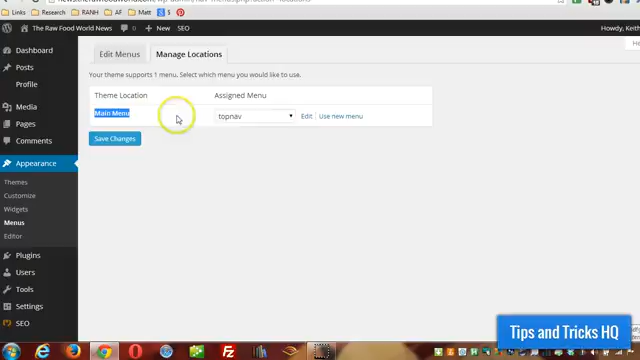 Links Research RANH AF Matt 5
The Raw Food World News 0 New SEO Howdy, Keith
He
Dashboard
Posts
Profile
Media
Pages
Comments
Appearance
Themes
Customize
Widgets
Menus
Editor
Plugins
Users
Tools
Settings
SEO
Edit Menus Manage Locations
Your theme supports 1 menu. Select which menu you would like to use.
Theme Location Assigned Menu
Main Menu topnav Edit Use new menu
Save Changes
Tips and Tricks HQ